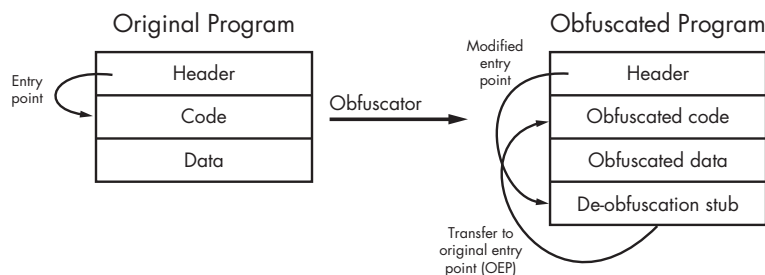 Original Program
Entry
point
Header
Code
Data
Obfuscator
Obfuscated Program
Modified
entry
point
Header
Obfuscated code
Obfuscated data
De-obfuscation stub
Transfer to
original entry
point (OEP)